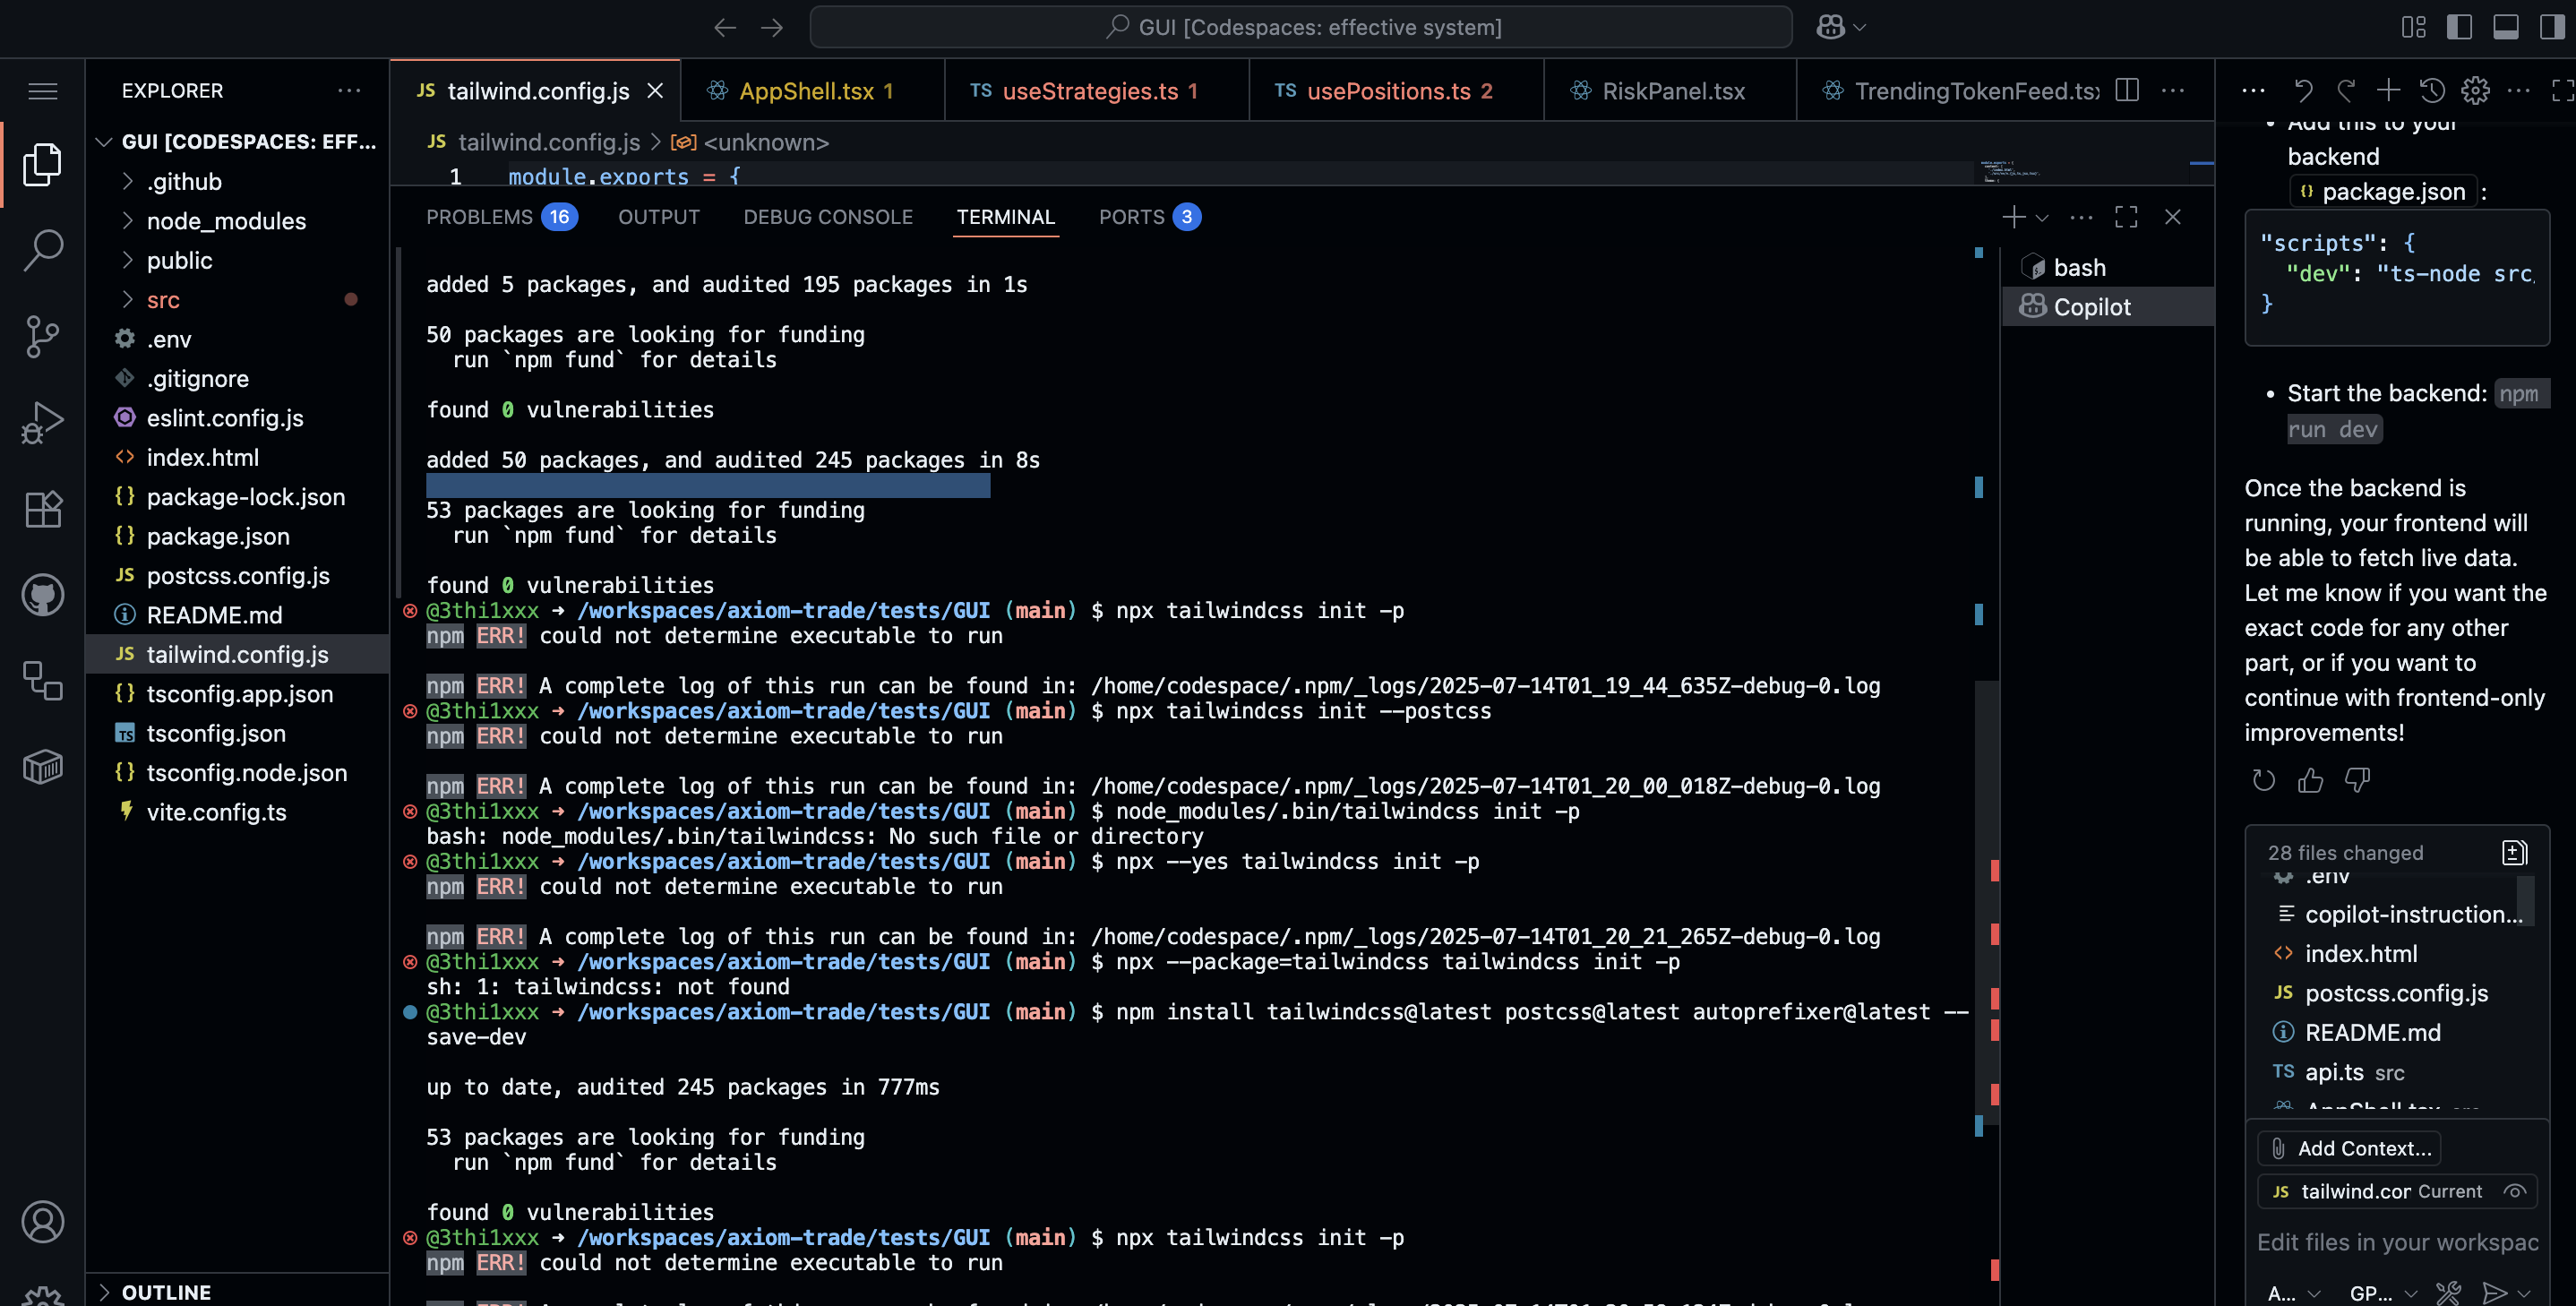 GUI [Codespaces: effective system]
EXPLORER
GUI [CODESPACES: EFF...
.github
node_modules
public
src
.env
.gitignore
eslint.config.js
index.html
package-lock.json
package.json
postcss.config.js
README.md
JS tailwind.config.js
tsconfig.app.json
tsconfig.json
tsconfig.node.json
vite.config.ts
OUTLINE
JS tailwind.config.js
AppShell.tsx 1
TS useStrategies.ts 1
TS usePositions.ts 2
RiskPanel.tsx
TrendingTokenFeed.tsx
JS tailwind.config.js > <unknown>
1 module.exports = {
PROBLEMS 16 OUTPUT DEBUG CONSOLE TERMINAL PORTS 3
added 5 packages, and audited 195 packages in 1s
50 packages are looking for funding
run `npm fund` for details
found 0 vulnerabilities
added 50 packages, and audited 245 packages in 8s
53 packages are looking for funding
run `npm fund` for details
found 0 vulnerabilities
@3thi1xxx → /workspaces/axiom-trade/tests/GUI (main) $ npx tailwindcss init -p
npm ERR! could not determine executable to run
npm ERR! A complete log of this run can be found in: /home/codespace/.npm/_logs/2025-07-14T01_19_44_635Z-debug-0.log
@3thi1xxx → /workspaces/axiom-trade/tests/GUI (main) $ npx tailwindcss init --postcss
npm ERR! could not determine executable to run
npm ERR! A complete log of this run can be found in: /home/codespace/.npm/_logs/2025-07-14T01_20_00_018Z-debug-0.log
@3thi1xxx → /workspaces/axiom-trade/tests/GUI (main) $ node_modules/.bin/tailwindcss init -p
bash: node_modules/.bin/tailwindcss: No such file or directory
@3thi1xxx → /workspaces/axiom-trade/tests/GUI (main) $ npx --yes tailwindcss init -p
npm ERR! could not determine executable to run
npm ERR! A complete log of this run can be found in: /home/codespace/.npm/_logs/2025-07-14T01_20_21_265Z-debug-0.log
@3thi1xxx → /workspaces/axiom-trade/tests/GUI (main) $ npx --package=tailwindcss tailwindcss init -p
sh: 1: tailwindcss: not found
@3thi1xxx → /workspaces/axiom-trade/tests/GUI (main) $ npm install tailwindcss@latest postcss@latest autoprefixer@latest --
save-dev
up to date, audited 245 packages in 777ms
53 packages are looking for funding
run `npm fund` for details
found 0 vulnerabilities
@3thi1xxx → /workspaces/axiom-trade/tests/GUI (main) $ npx tailwindcss init -p
npm ERR! could not determine executable to run
bash
Copilot
Add this to your
backend
{} package.json :
"scripts": {
"dev": "ts-node src
}
• Start the backend: npm
run dev
Once the backend is
running, your frontend will
be able to fetch live data.
Let me know if you want the
exact code for any other
part, or if you want to
continue with frontend-only
improvements!
28 files changed
.env
copilot-instruction...
index.html
JS postcss.config.js
README.md
TS api.ts src
AppShell.tsx src
Add Context...
JS tailwind.cor Current
Edit files in your workspac
A... GP...